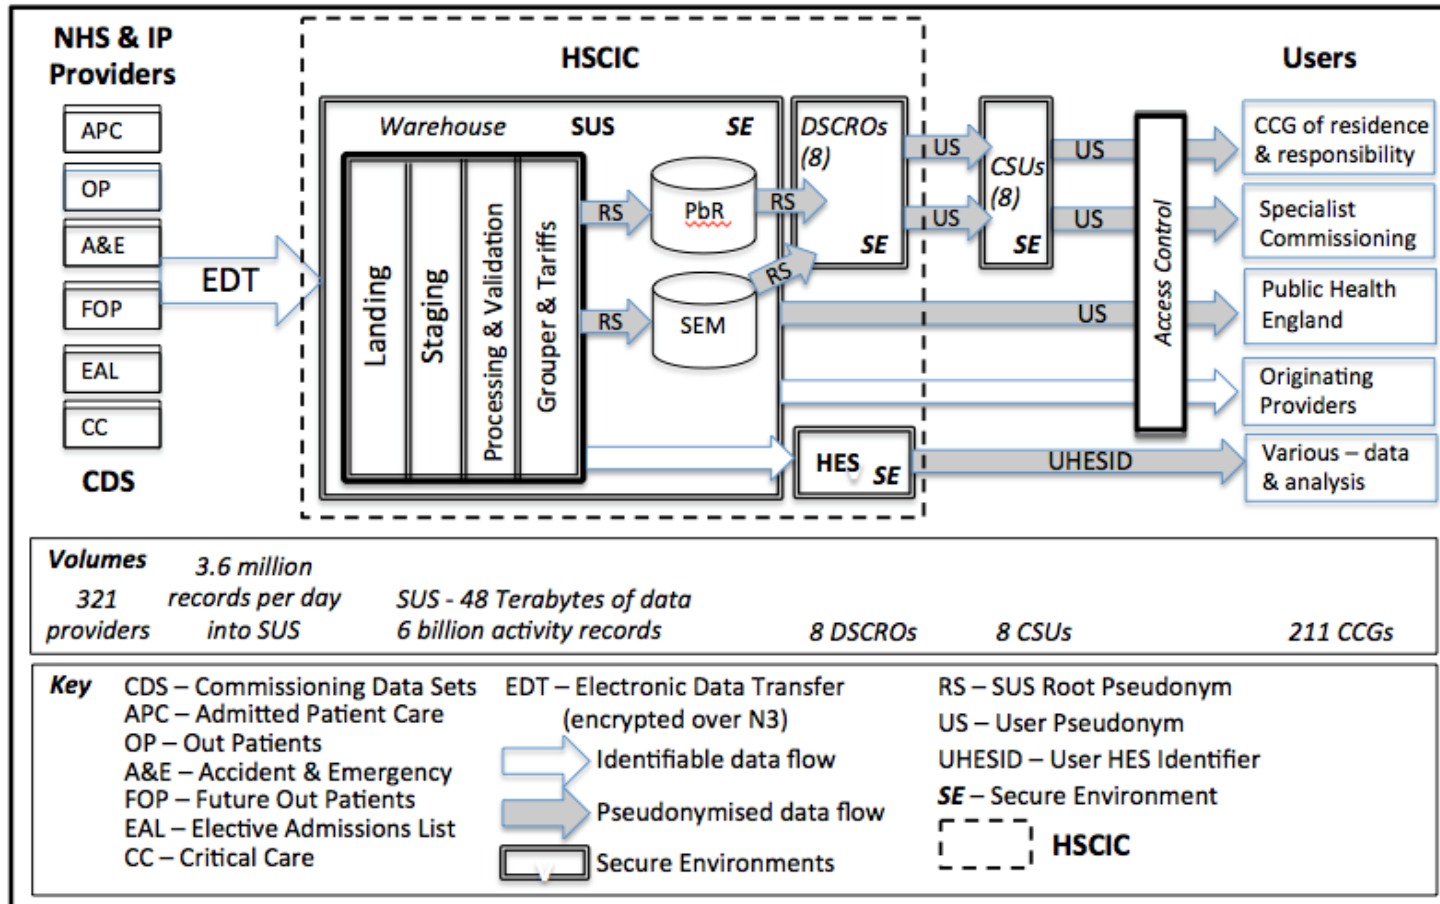 NHS & IP
Providers
APC
OP
A&E
FOP
EAL
CC
CDS
EDT
HSCIC
Warehouse
SUS
SE
Landing
Staging
Processing & Validation
Grouper & Tariffs
RS
RS
PbR
SEM
RS
RS
DSCROs
(8)
SE
US
US
CSUs
(8)
SE
US
US
US
HES
SE
UHESID
Access Control
Users
CCG of residence
& responsibility
Specialist
Commissioning
Public Health
England
Originating
Providers
Various – data
& analysis
Volumes
321
providers
3.6 million
records per day
into SUS
SUS - 48 Terabytes of data
6 billion activity records
8 DSCROs
8 CSUs
211 CCGs
Key
CDS – Commissioning Data Sets
APC – Admitted Patient Care
OP – Out Patients
A&E – Accident & Emergency
FOP – Future Out Patients
EAL – Elective Admissions List
CC – Critical Care
EDT – Electronic Data Transfer
(encrypted over N3)
Identifiable data flow
Pseudonymised data flow
Secure Environments
RS – SUS Root Pseudonym
US – User Pseudonym
UHESID – User HES Identifier
SE – Secure Environment
HSCIC